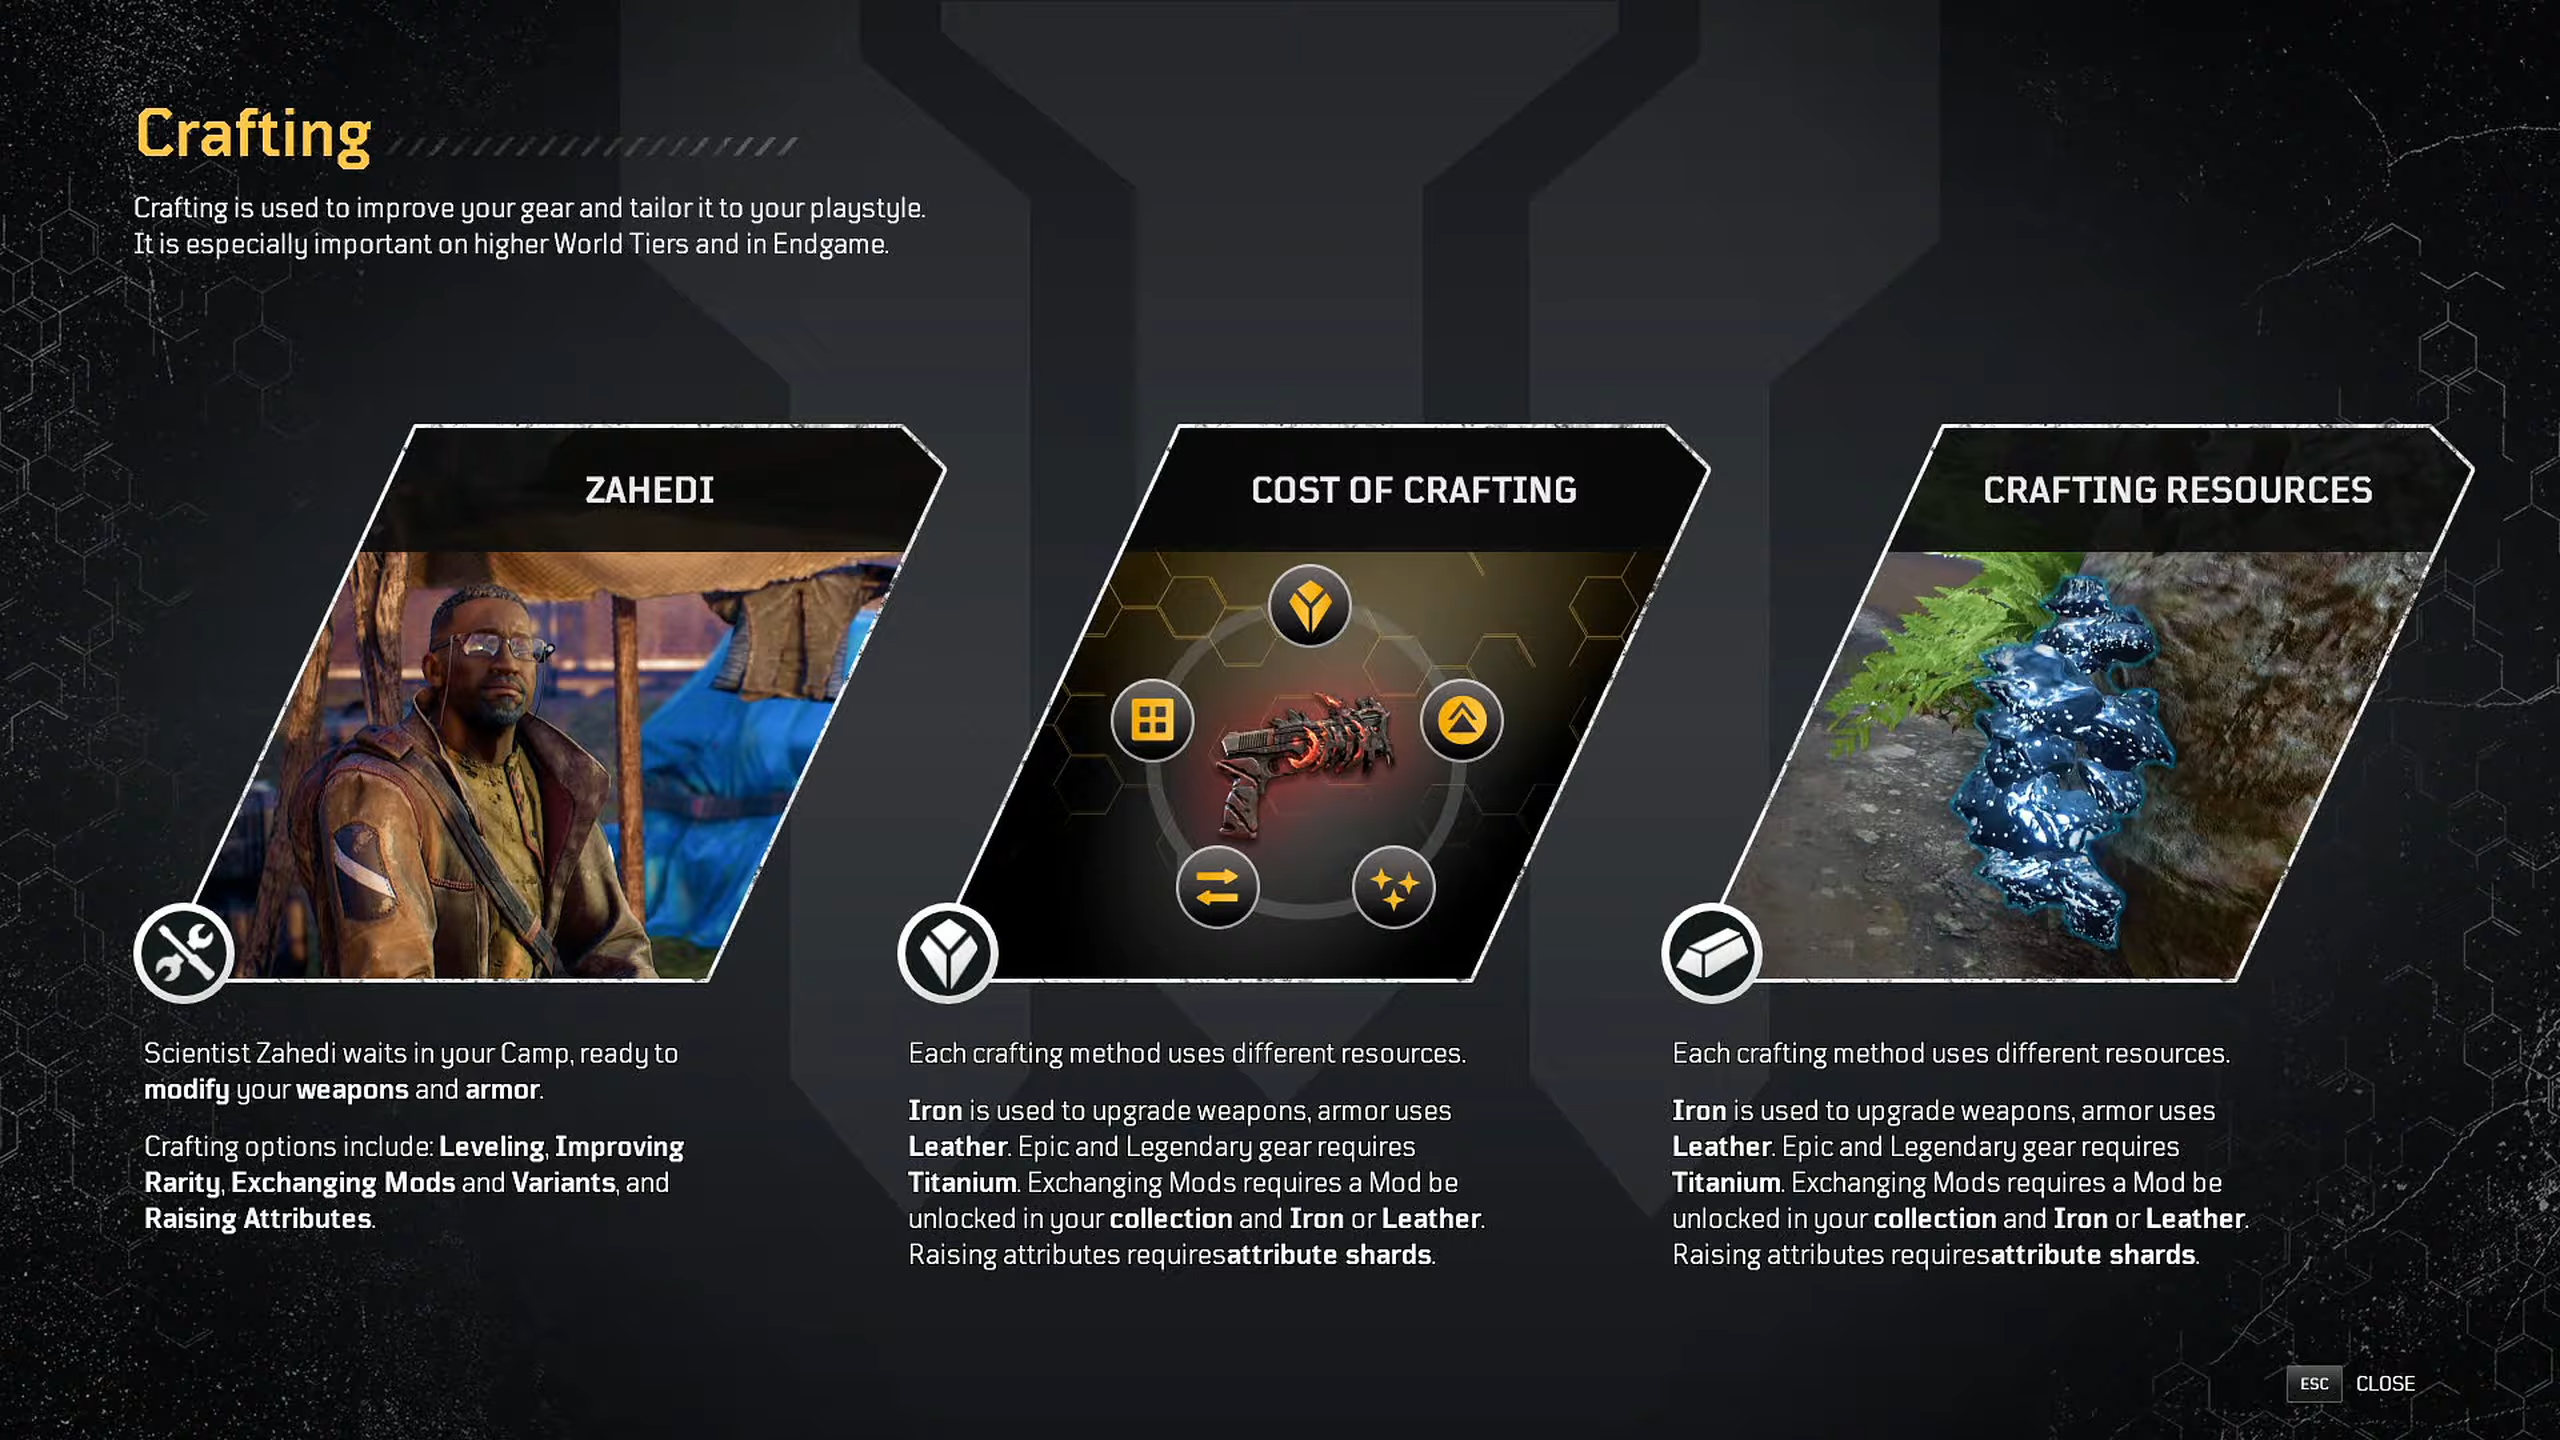 Crafting
Crafting is used to improve your gear and tailor it to your playstyle.
It is especially important on higher World Tiers and in Endgame.
ZAHEDI
Scientist Zahedi waits in your Camp, ready to
modify your weapons and armor.
Crafting options include: Leveling, Improving
Rarity, Exchanging Mods and Variants, and
Raising Attributes.
COST OF CRAFTING
Each crafting method uses different resources.
Iron is used to upgrade weapons, armor uses
Leather. Epic and Legendary gear requires
Titanium. Exchanging Mods requires a Mod be
unlocked in your collection and Iron or Leather.
Raising attributes requiresattribute shards.
CRAFTING RESOURCES
Each crafting method uses different resources.
Iron is used to upgrade weapons, armor uses
Leather. Epic and Legendary gear requires
Titanium. Exchanging Mods requires a Mod be
unlocked in your collection and Iron or Leather.
Raising attributes requiresattribute shards.
ESC CLOSE